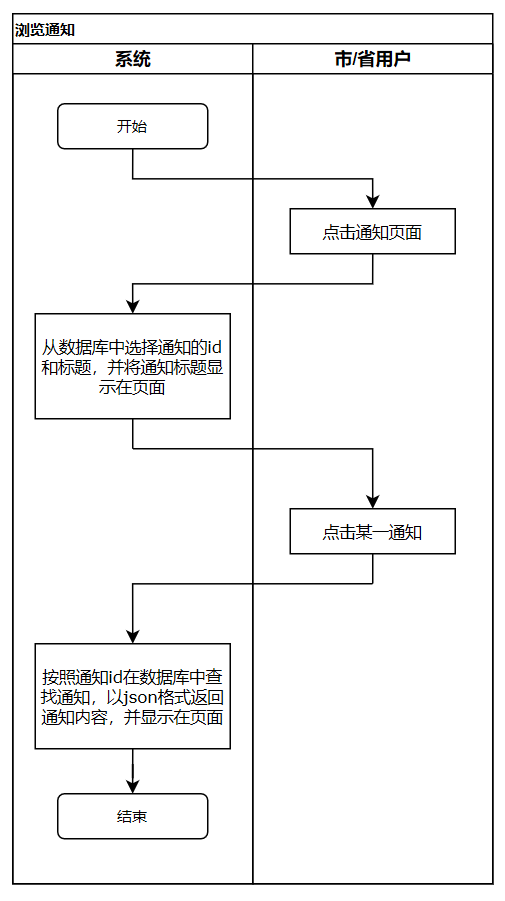 浏览通知
系统
市/省用户
开始
点击通知页面
从数据库中选择通知的id
和标题，并将通知标题显
示在页面
点击某一通知
按照通知id在数据库中查
找通知，以json格式返回
通知内容，并显示在页面
结束